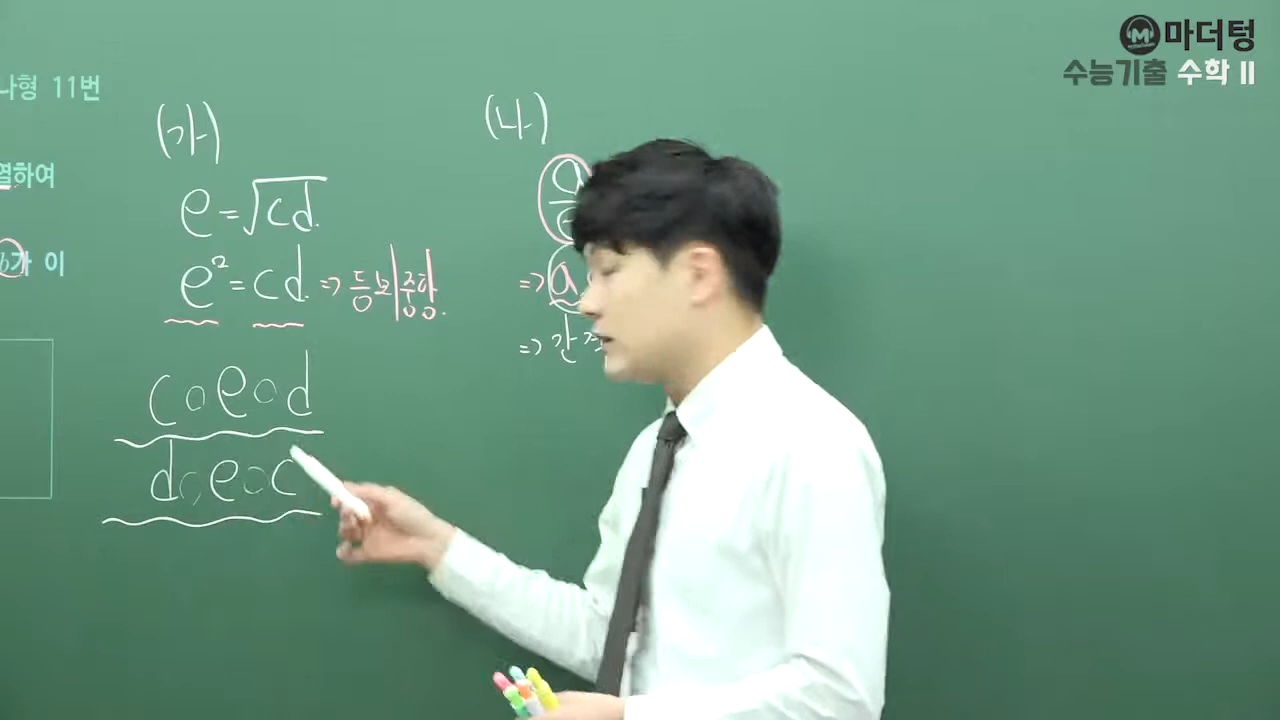 마더텅
수능기출 수학 II
나형 11번
열하여
b가 이
(가)
e=√cd.
e²=cd. => 등비|중항.
c○e○d
d○e○c
(나)
a
=> a
=> 간격